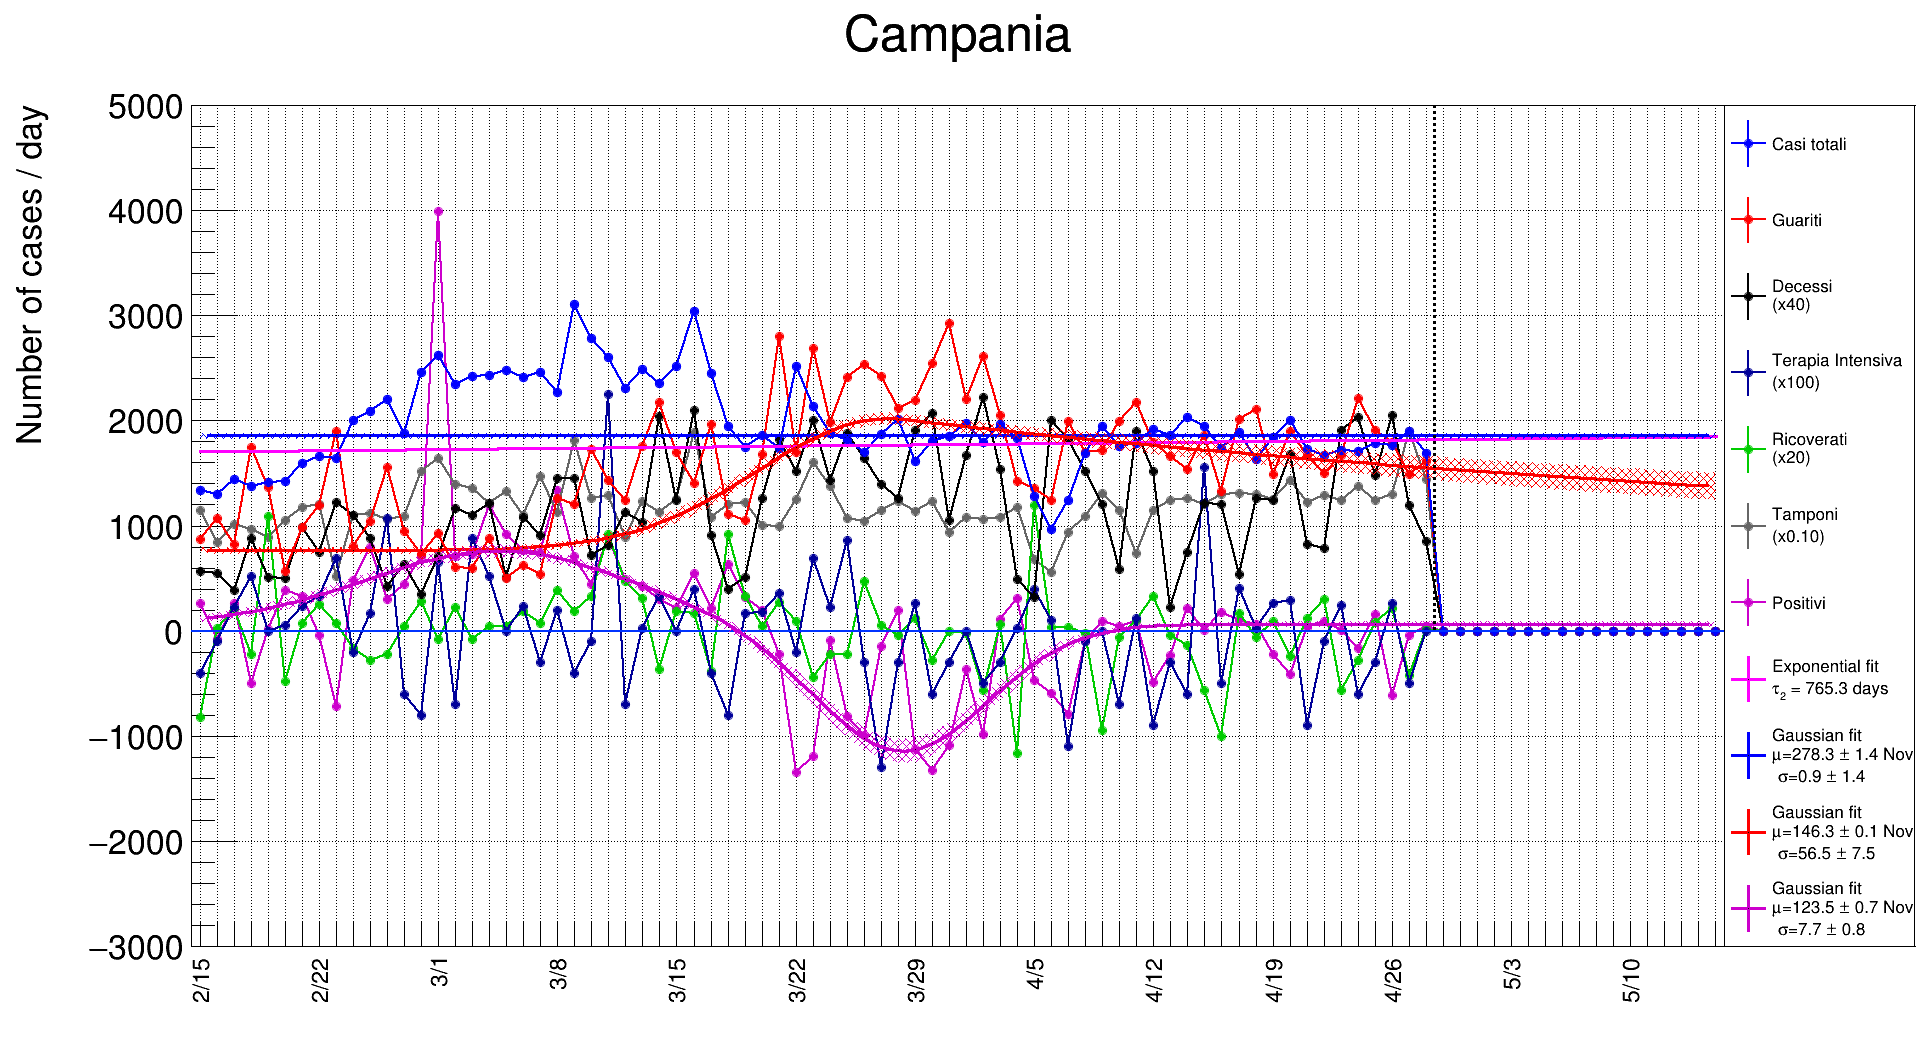 Campania
Number of cases / day
5000
4000
3000
2000
1000
0
−1000
−2000
−3000
2/15
2/22
3/1
3/8
3/15
3/22
3/29
4/5
4/12
4/19
4/26
5/3
5/10
Casi totali
Guariti
Decessi
(x40)
Terapia Intensiva
(x100)
Ricoverati
(x20)
Tamponi
(x0.10)
Positivi
Exponential fit
τ2 = 765.3 days
Gaussian fit
μ=278.3 ± 1.4 Nov
σ=0.9 ± 1.4
Gaussian fit
μ=146.3 ± 0.1 Nov
σ=56.5 ± 7.5
Gaussian fit
μ=123.5 ± 0.7 Nov
σ=7.7 ± 0.8